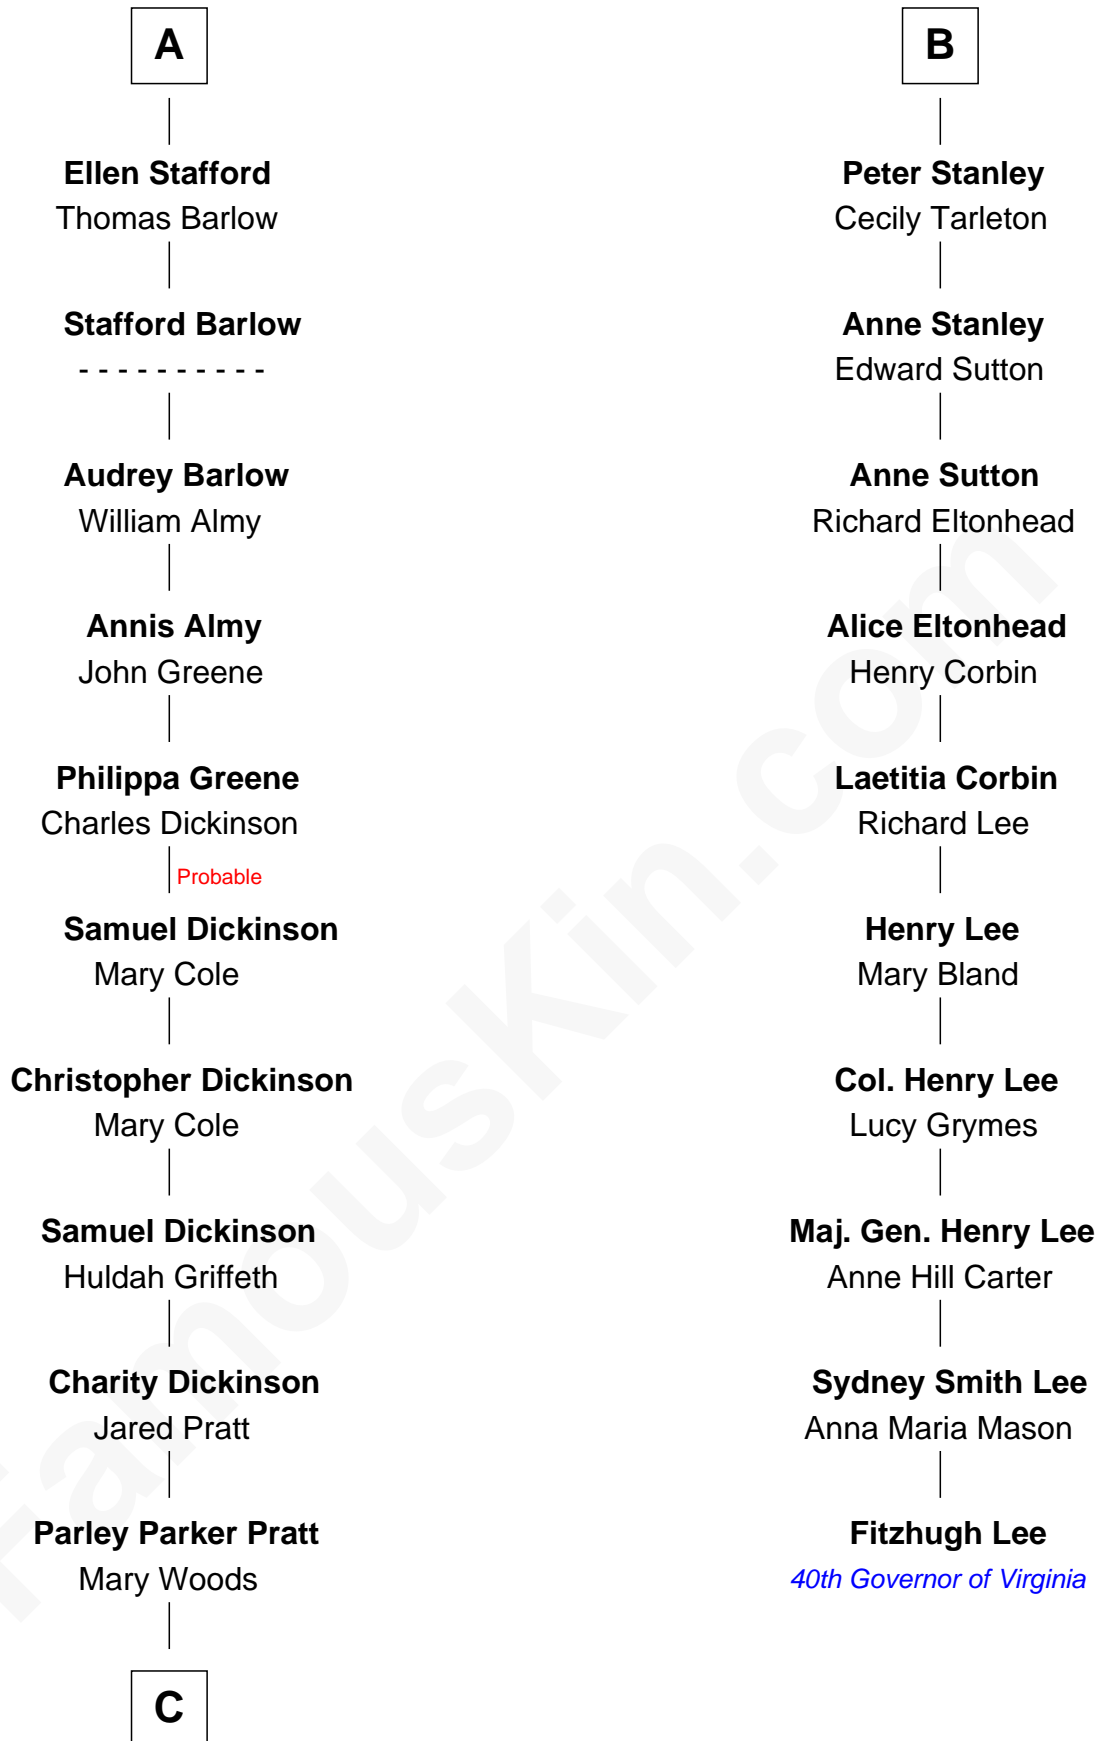 A
Ellen Stafford
Thomas Barlow
Stafford Barlow
- - - - - - - - - -
Audrey Barlow
William Almy
Annis Almy
John Greene
Philippa Greene
Charles Dickinson
Probable
Samuel Dickinson
Mary Cole
Christopher Dickinson
Mary Cole
Samuel Dickinson
Huldah Griffeth
Charity Dickinson
Jared Pratt
Parley Parker Pratt
Mary Woods
C
B
Peter Stanley
Cecily Tarleton
Anne Stanley
Edward Sutton
Anne Sutton
Richard Eltonhead
Alice Eltonhead
Henry Corbin
Laetitia Corbin
Richard Lee
Henry Lee
Mary Bland
Col. Henry Lee
Lucy Grymes
Maj. Gen. Henry Lee
Anne Hill Carter
Sydney Smith Lee
Anna Maria Mason
Fitzhugh Lee
40th Governor of Virginia
FamousKin.com